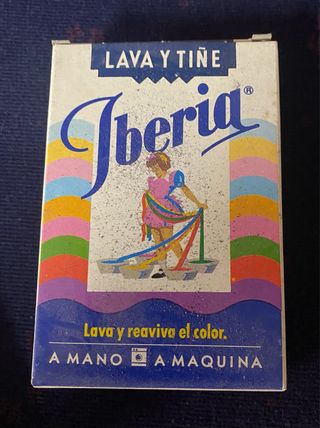 LAVA Y TIÑE
Iberia®
Lava y reaviva el color.
A MANO A MAQUINA